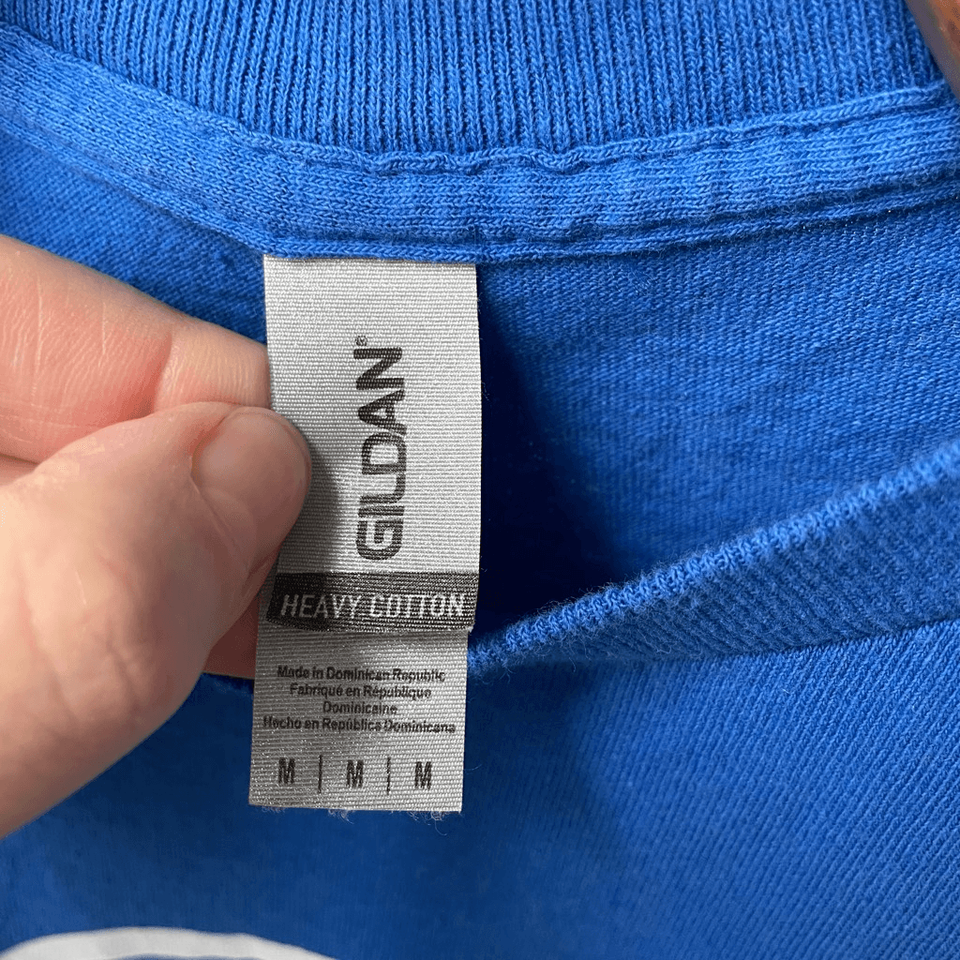 GILDAN®
HEAVY COTTON
Made in Dominican Republic
Fabriqué en République
Dominicaine
Hecho en República Dominicana
M | M | M